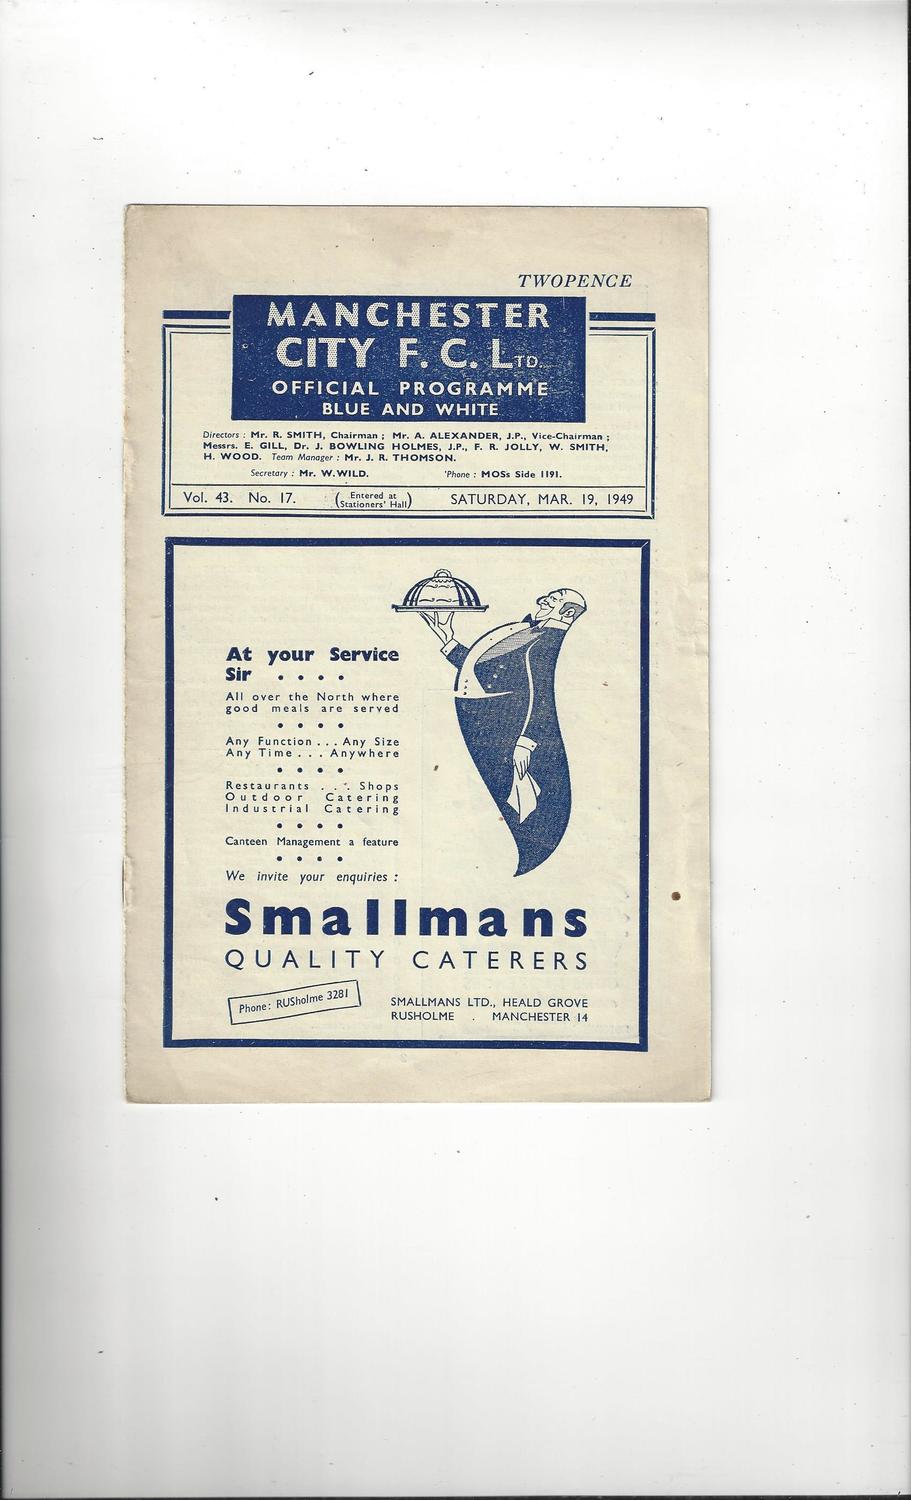 TWOPENCE
MANCHESTER
CITY F. C. LTD.
OFFICIAL PROGRAMME
BLUE AND WHITE
Directors : Mr. R. SMITH, Chairman ; Mr. A. ALEXANDER, J.P., Vice-Chairman ;
Messrs. E. GILL, Dr. J. BOWLING HOLMES, J.P., F. R. JOLLY, W. SMITH,
H. WOOD. Team Manager : Mr. J. R. THOMSON.
Secretary : Mr. W. WILD. 'Phone : MOSs Side 1191.
Vol. 43. No. 17. (Entered at Stationers' Hall) SATURDAY, MAR. 19, 1949
At your Service
Sir . . . .
All over the North where
good meals are served
. . . .
Any Function . . . Any Size
Any Time . . . Anywhere
. . . .
Restaurants . . . Shops
Outdoor Catering
Industrial Catering
. . . .
Canteen Management a feature
. . . .
We invite your enquiries :
Smallmans
QUALITY CATERERS
Phone: RUSholme 3281
SMALLMANS LTD., HEALD GROVE
RUSHOLME . MANCHESTER 14